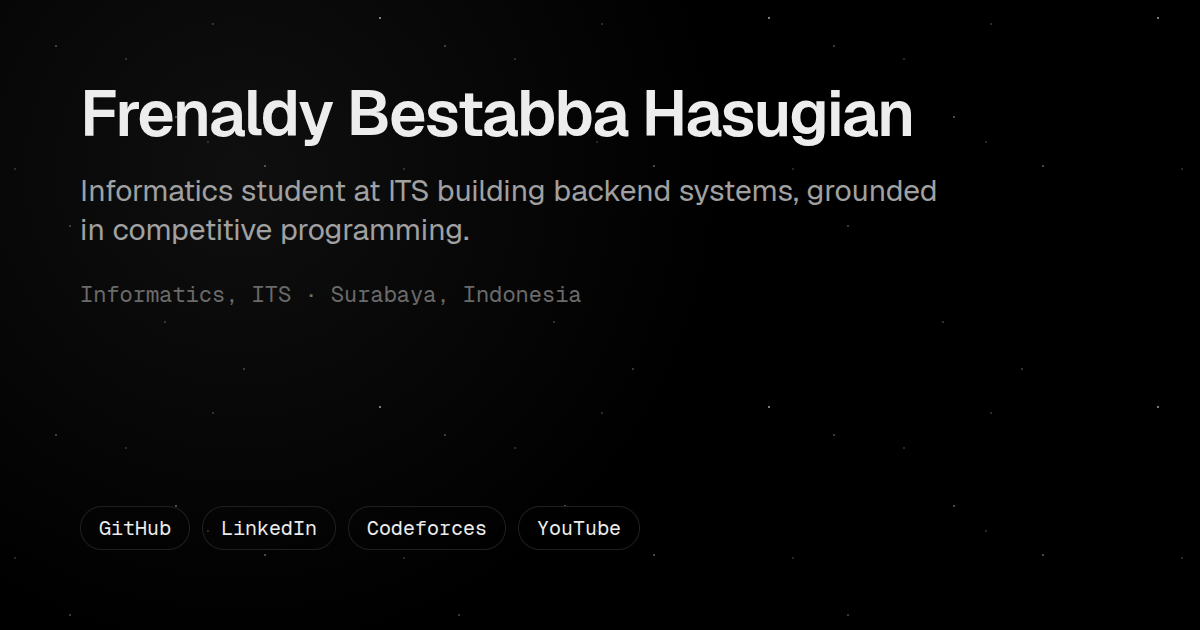 Frenaldy Bestabba Hasugian
Informatics student at ITS building backend systems, grounded
in competitive programming.
Informatics, ITS · Surabaya, Indonesia
GitHub
LinkedIn
Codeforces
YouTube